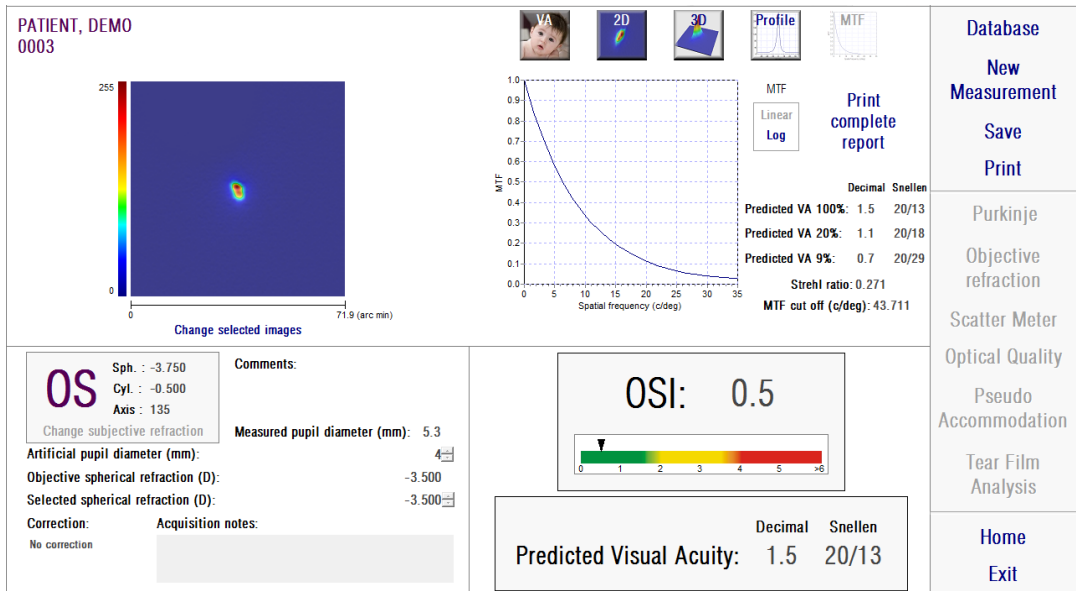 PATIENT, DEMO
0003
VA
2D
3D
Profile
MTF
255
0
0
71.9 (arc min)
Change selected images
1.0
0.9
0.8
0.7
0.6
0.5
0.4
0.3
0.2
0.1
0.0
MTF
0 5 10 15 20 25 30 35
Spatial frequency (c/deg)
MTF
Linear
Log
Print
complete
report
Decimal Snellen
Predicted VA 100%: 1.5 20/13
Predicted VA 20%: 1.1 20/18
Predicted VA 9%: 0.7 20/29
Strehl ratio: 0.271
MTF cut off (c/deg): 43.711
OS
Sph. : -3.750
Cyl. : -0.500
Axis : 135
Change subjective refraction
Comments:
Measured pupil diameter (mm): 5.3
Artificial pupil diameter (mm): 4
Objective spherical refraction (D): -3.500
Selected spherical refraction (D): -3.500
Correction: Acquisition notes:
No correction
OSI: 0.5
0 1 2 3 4 5 >6
Decimal Snellen
Predicted Visual Acuity: 1.5 20/13
Database
New
Measurement
Save
Print
Purkinje
Objective
refraction
Scatter Meter
Optical Quality
Pseudo
Accommodation
Tear Film
Analysis
Home
Exit